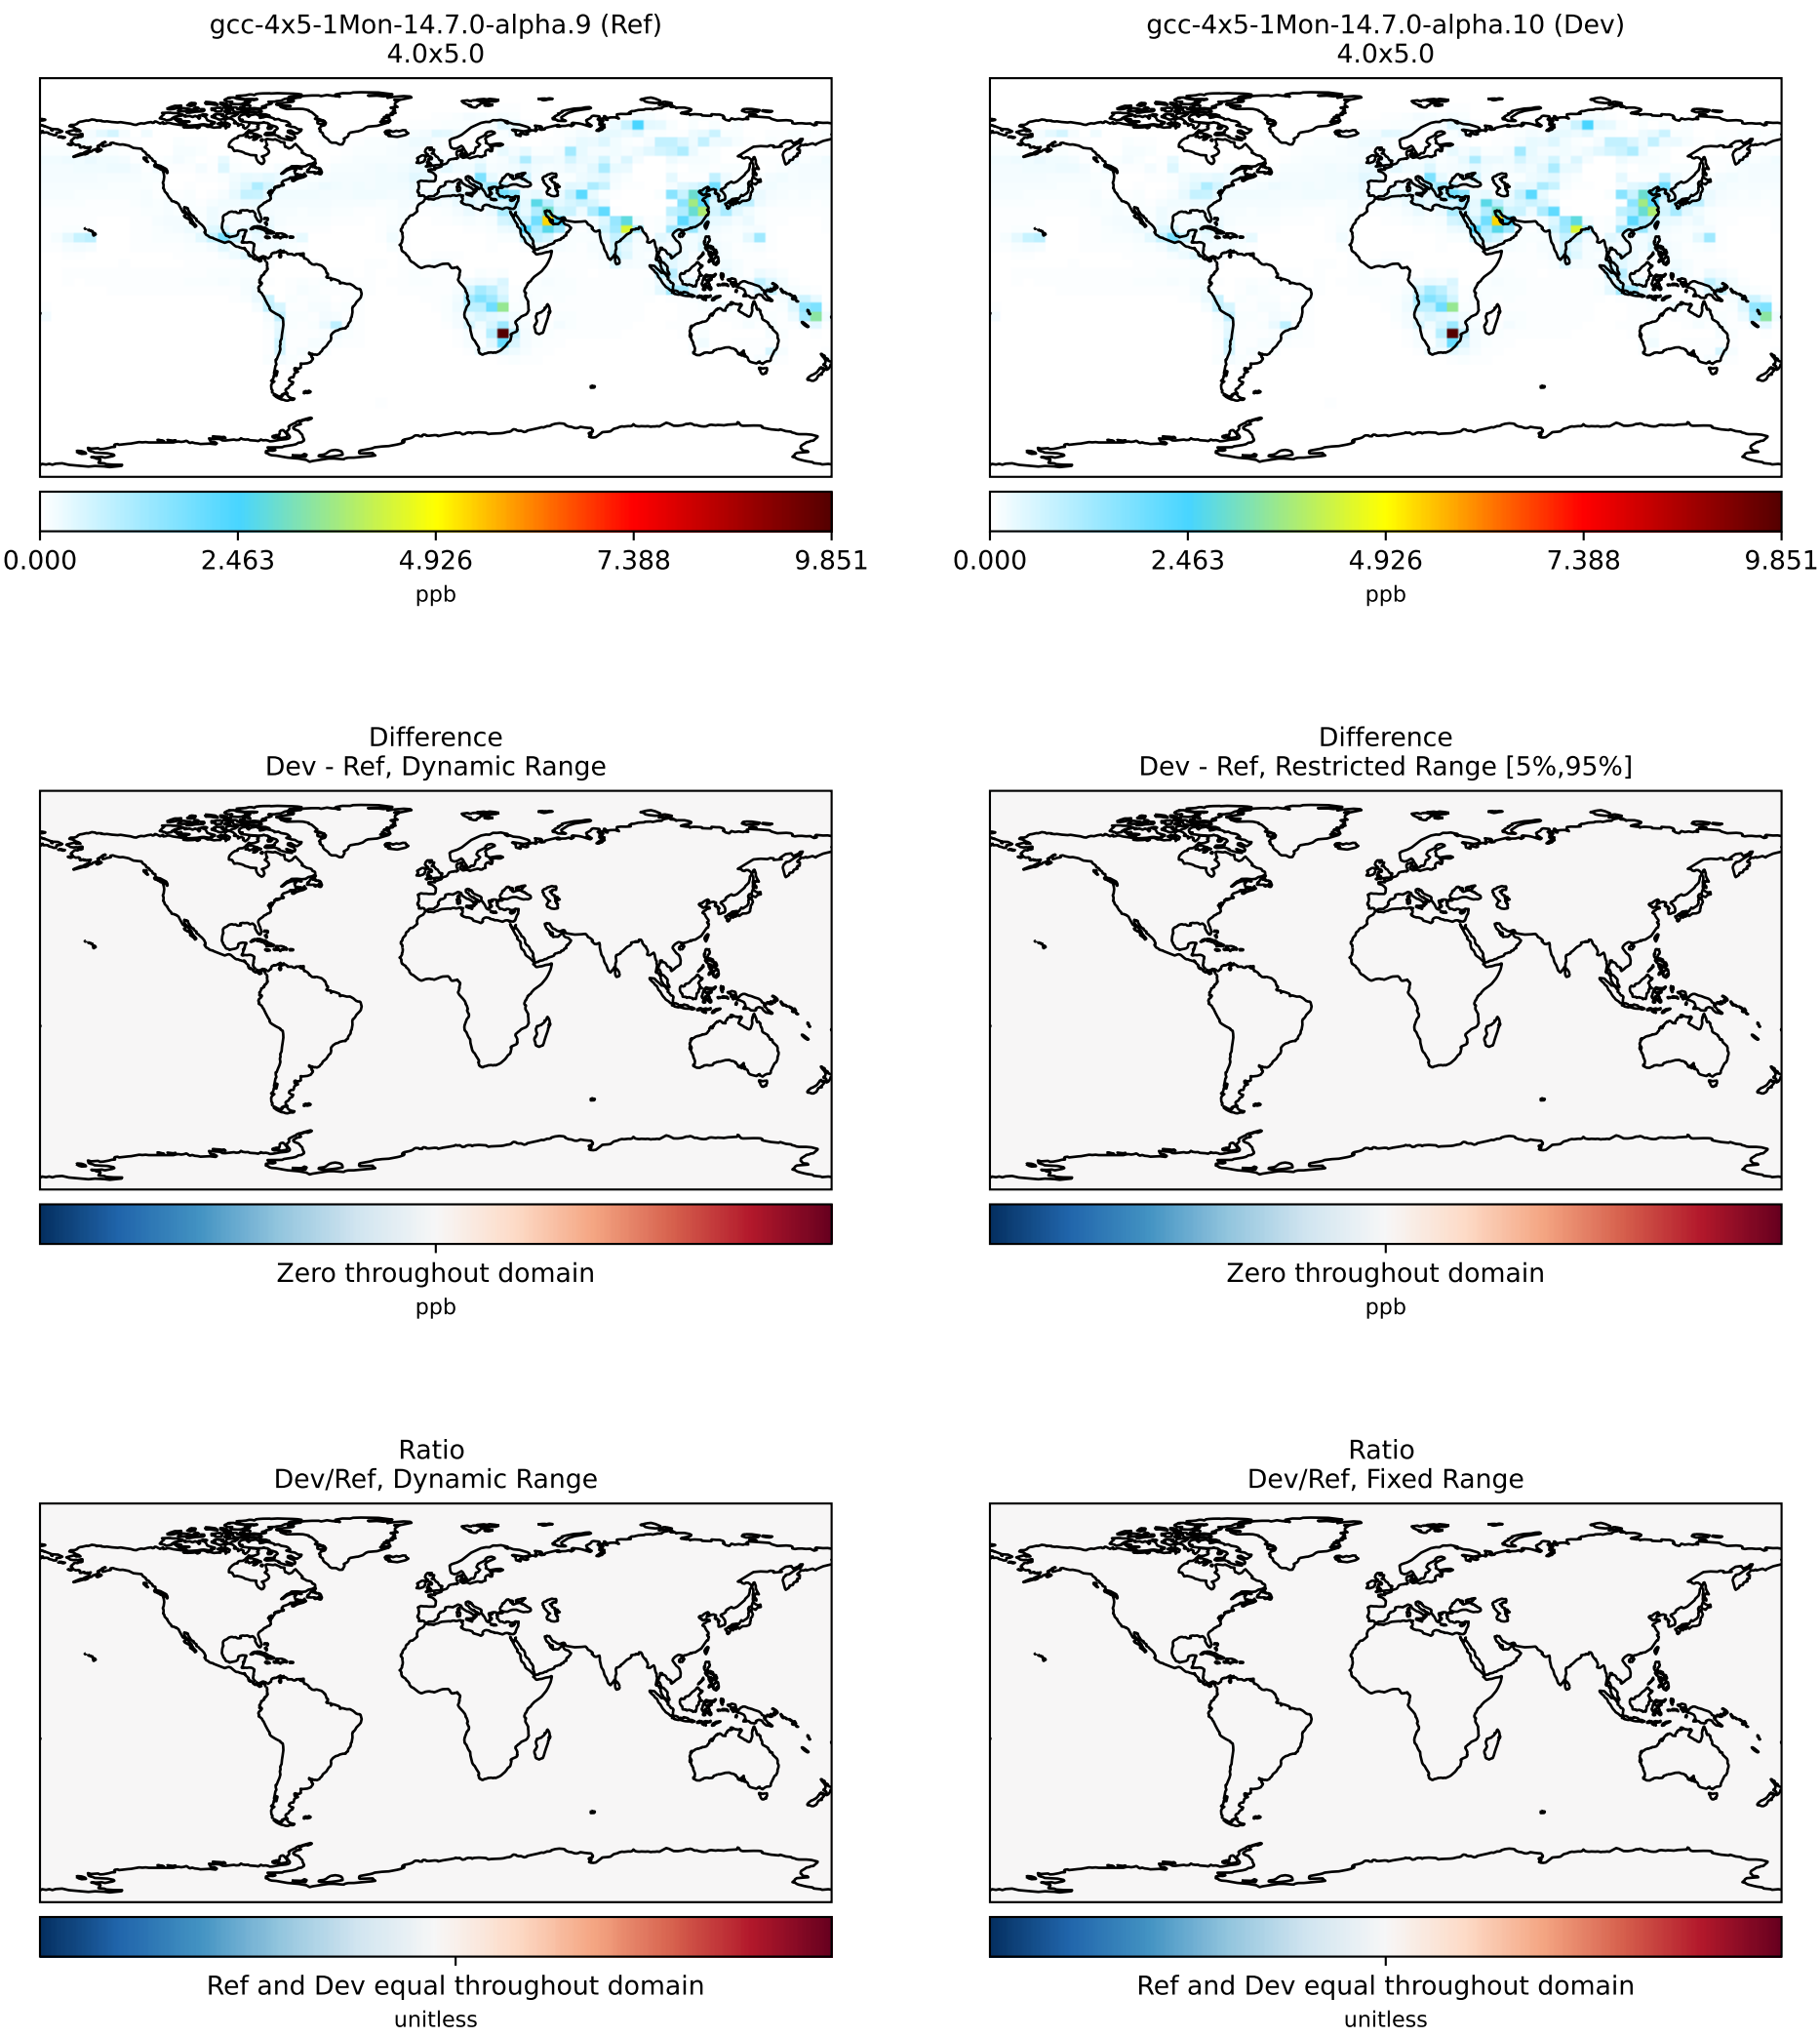 gcc-4x5-1Mon-14.7.0-alpha.9 (Ref)
4.0x5.0
gcc-4x5-1Mon-14.7.0-alpha.10 (Dev)
4.0x5.0
0.000 2.463 4.926 7.388 9.851
ppb
0.000 2.463 4.926 7.388 9.851
ppb
Difference
Dev - Ref, Dynamic Range
Difference
Dev - Ref, Restricted Range [5%,95%]
Zero throughout domain
ppb
Zero throughout domain
ppb
Ratio
Dev/Ref, Dynamic Range
Ratio
Dev/Ref, Fixed Range
Ref and Dev equal throughout domain
unitless
Ref and Dev equal throughout domain
unitless